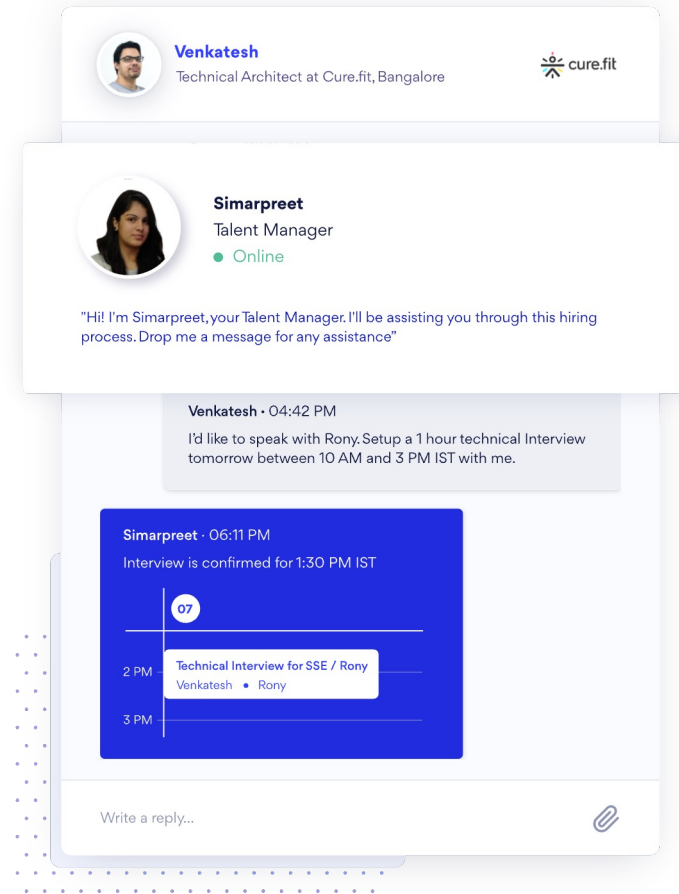 Venkatesh
Technical Architect at Cure.fit, Bangalore
cure.fit
Simarpreet
Talent Manager
Online
"Hi! I'm Simarpreet, your Talent Manager. I'll be assisting you through this hiring
process. Drop me a message for any assistance”
Venkatesh • 04:42 PM
I'd like to speak with Rony. Setup a 1 hour technical Interview
tomorrow between 10 AM and 3 PM IST with me.
Simarpreet · 06:11 PM
Interview is confirmed for 1:30 PM IST
07
2 PM
Technical Interview for SSE / Rony
Venkatesh • Rony
3 PM
Write a reply...